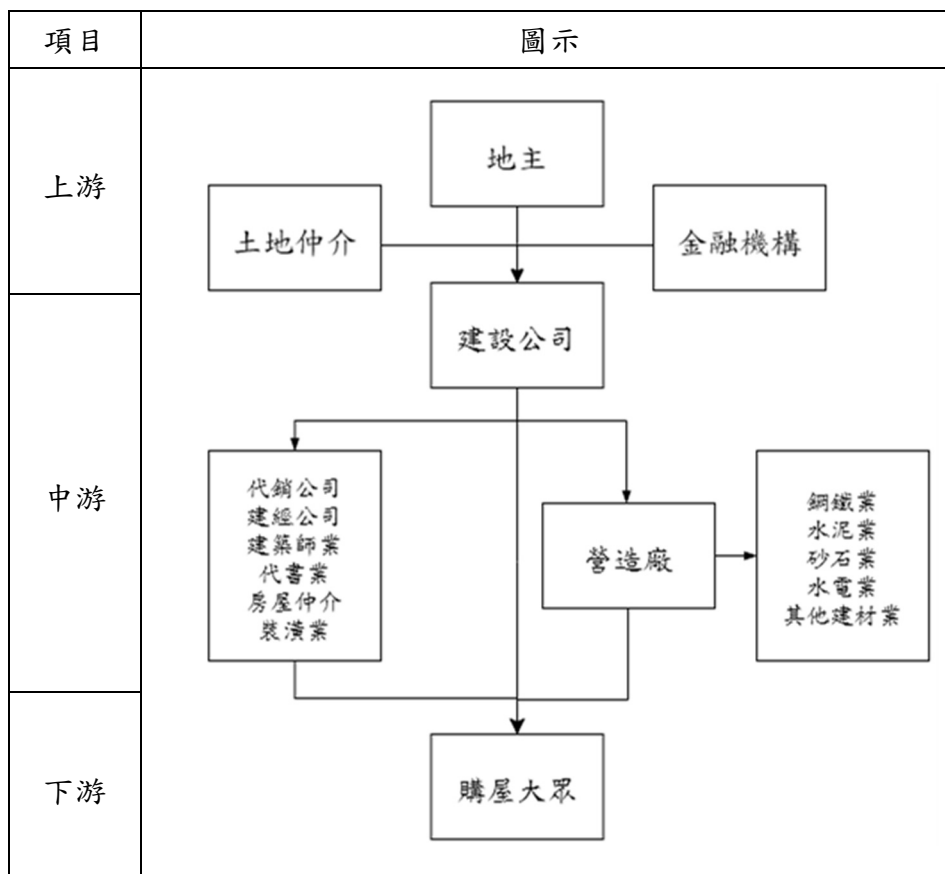 項目
圖示
上游
地主
土地仲介
金融機構
中游
建設公司
代銷公司
建經公司
建築師業
代書業
房屋仲介
裝潢業
營造廠
鋼鐵業
水泥業
砂石業
水電業
其他建材業
下游
購屋大眾